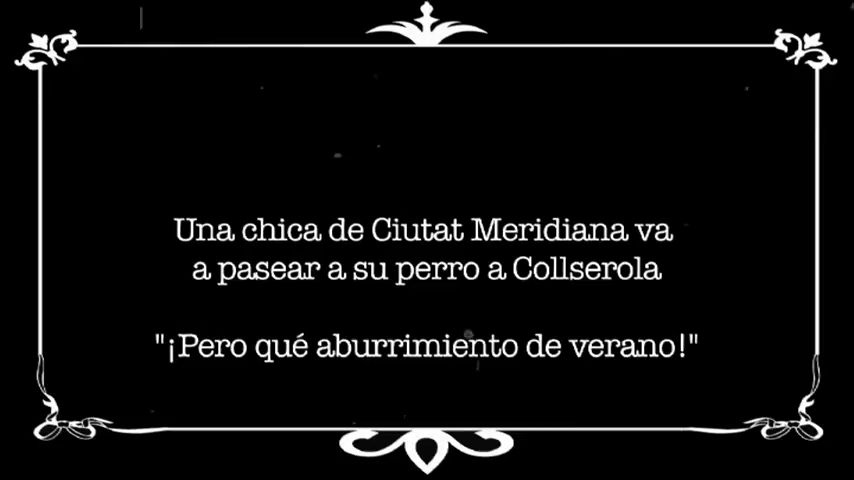 Una chica de Ciutat Meridiana va
a pasear a su perro a Collserola
"¡Pero qué aburrimiento de verano!"